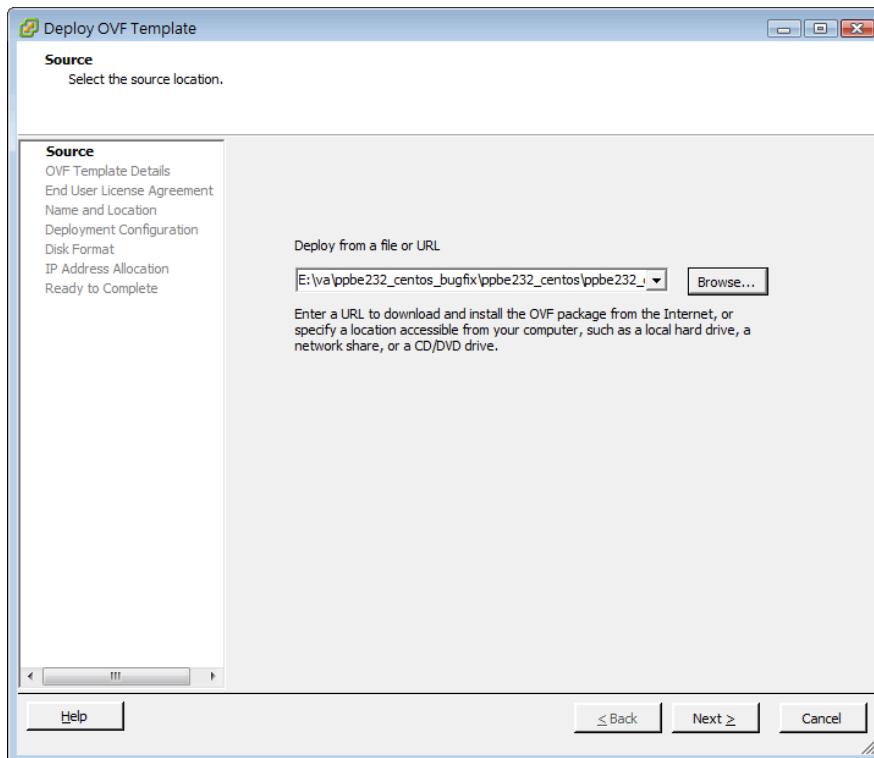 Deploy OVF Template
Source
Select the source location.
Source
OVF Template Details
End User License Agreement
Name and Location
Deployment Configuration
Disk Format
IP Address Allocation
Ready to Complete
Deploy from a file or URL
E:\va\ppbe232_centos_bugfix\ppbe232_centos\ppbe232_
Browse...
Enter a URL to download and install the OVF package from the Internet, or
specify a location accessible from your computer, such as a local hard drive, a
network share, or a CD/DVD drive.
Help
< Back
Next >
Cancel